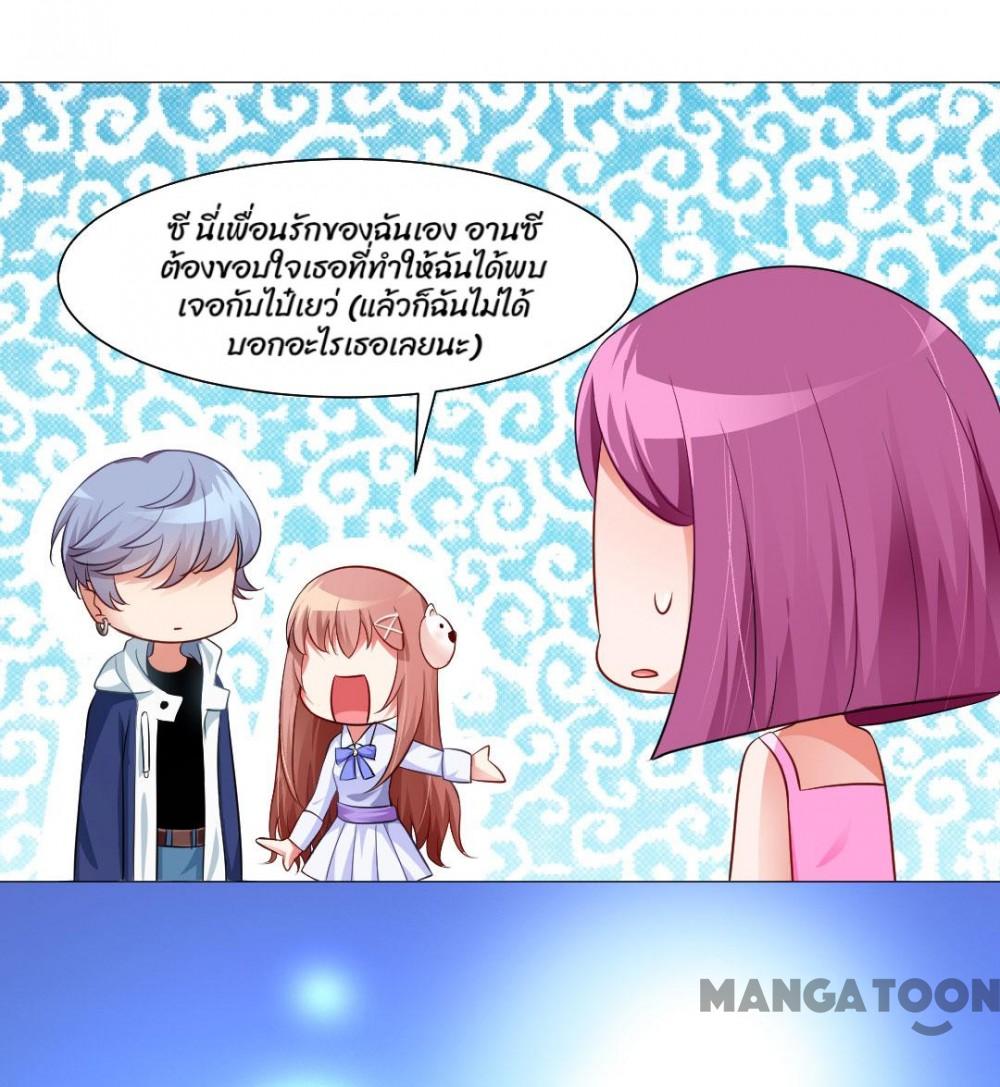 ซี นี่เพื่อนรักของฉันเอง อานซี
ต้องขอบใจเธอที่ทำให้ฉันได้พบ
เจอกับไป๋เยว่ (แล้วก็ฉันไม่ได้
บอกอะไรเธอเลยนะ)
MANGATOON